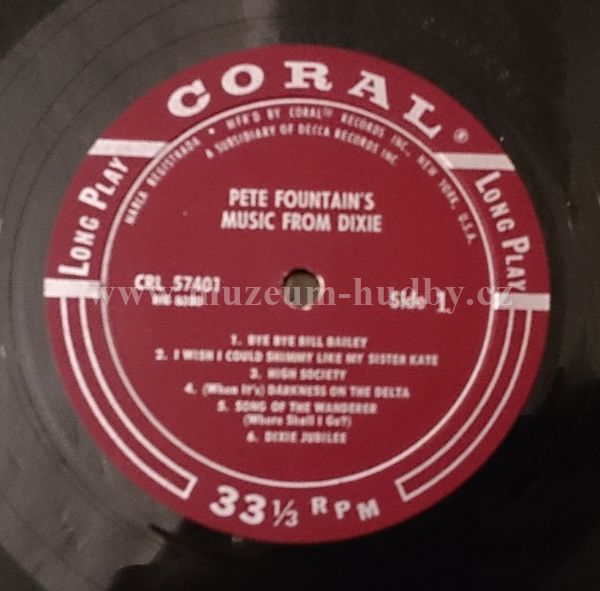 CORAL®
MFR'D BY CORAL RECORDS INC., NEW YORK, U.S.A.
MARCA REGISTRADA • A SUBSIDIARY OF DECCA RECORDS INC.
LONG PLAY
LONG PLAY
PETE FOUNTAIN'S
MUSIC FROM DIXIE
CRL 57401
Side 1
www.muzeum-hudby.cz
1. BYE BYE BILL BAILEY
2. I WISH I COULD SHIMMY LIKE MY SISTER KATE
3. HIGH SOCIETY
4. (When It's) DARKNESS ON THE DELTA
5. SONG OF THE WANDERER
(Where Shall I Go?)
6. DIXIE JUBILEE
33 1/3 RPM